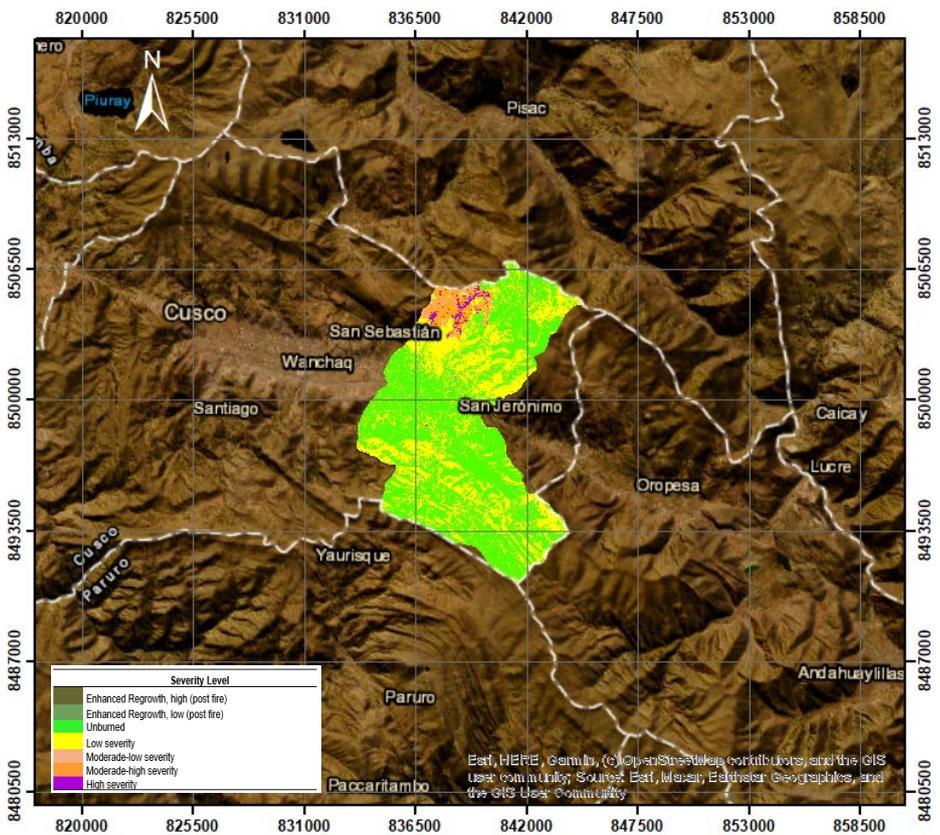 820000 825500 831000 836500 842000 847500 853000 858500
nero
N
Piuray
Pisac
8513000 8513000
nba
8506500 8506500
Cusco
San Sebastián
Wanchaq
8500000 8500000
Santiago
San Jerónimo
Caicay
Lucre
Oropesa
8493500 8493500
Cusco
Paruro
Yaurisque
8487000 8487000
Andahuaylillas
Paruro
Severity Level
Enhanced Regrowth, high (post fire)
Enhanced Regrowth, low (post fire)
Unburned
Low severity
Moderate-low severity
Moderate-high severity
High severity
Paccaritambo
Esri, HERE, Garmin, (c) OpenStreetMap contributors, and the GIS
user community; Source: Esri, Maxar, Earthstar Geographics, and
the GIS User Community
8480500 8480500
820000 825500 831000 836500 842000 847500 853000 858500